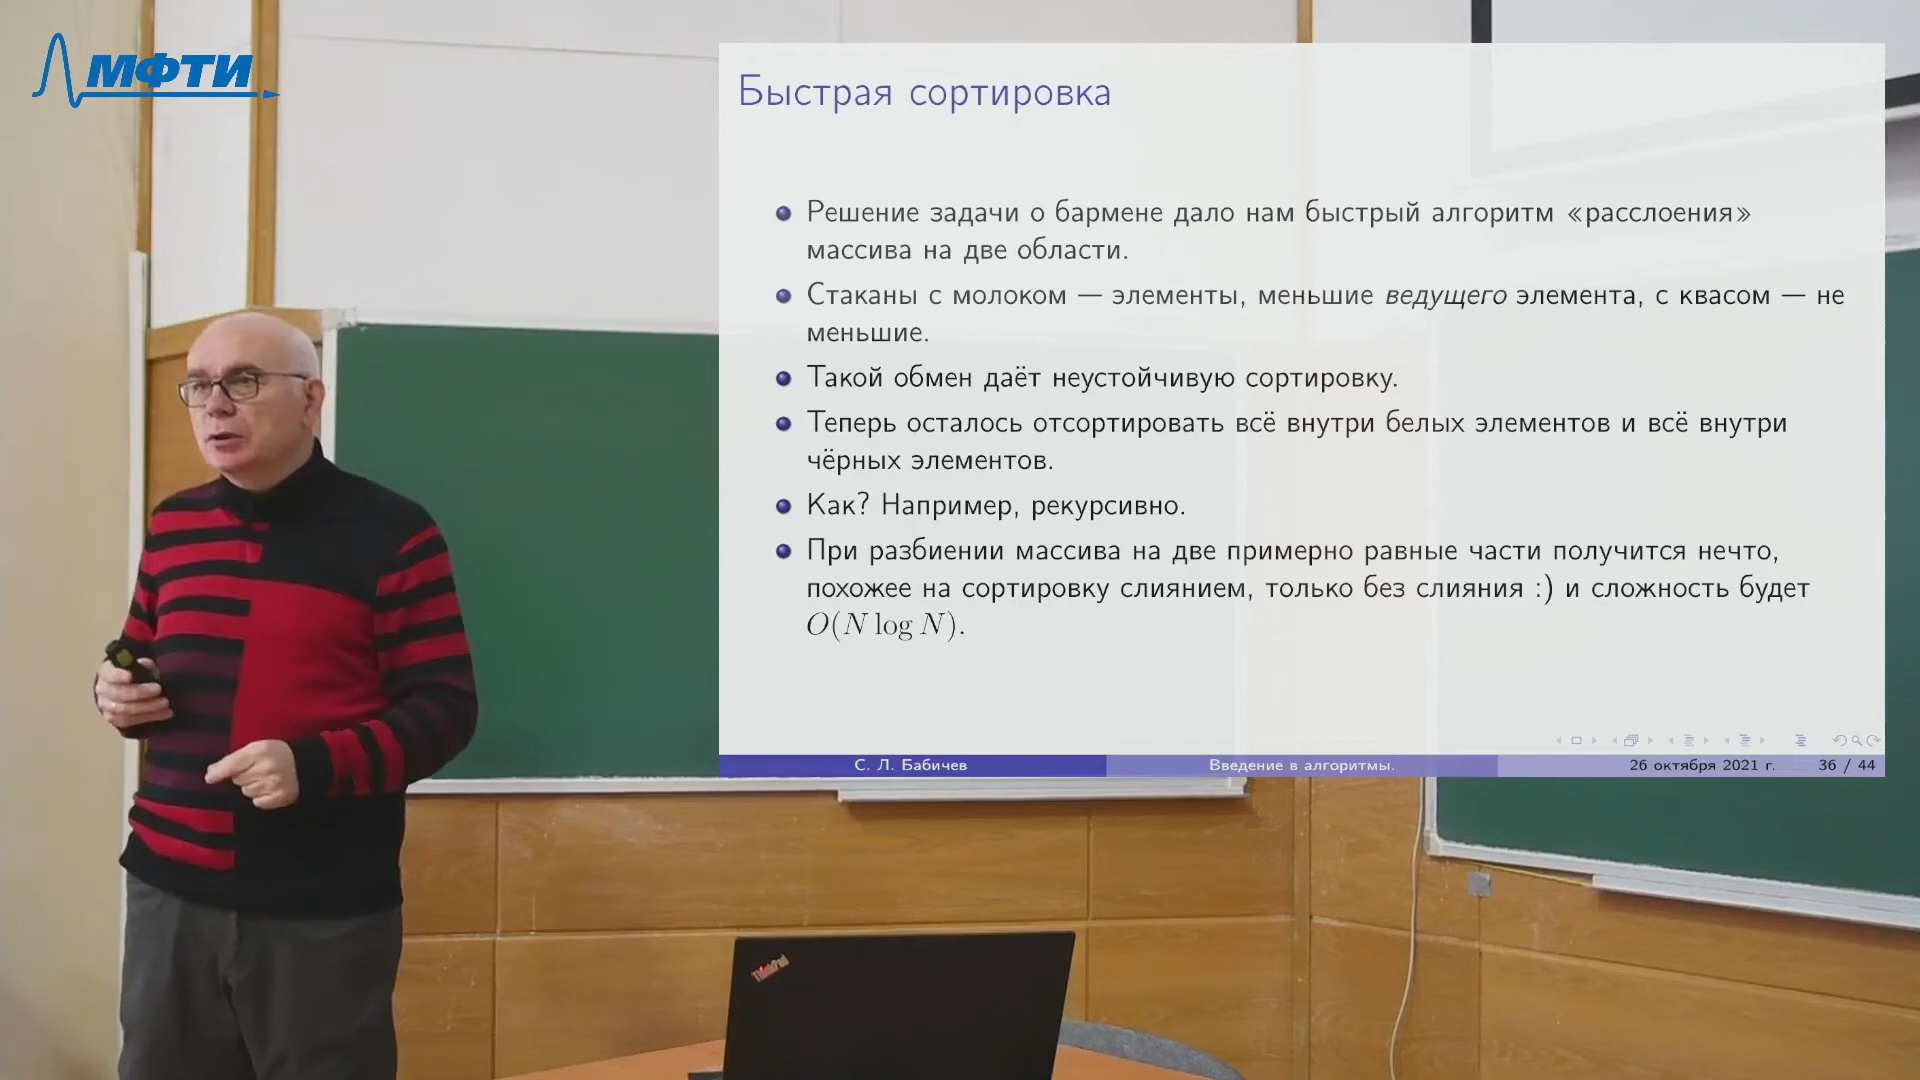 МФТИ
Быстрая сортировка
Решение задачи о бармене дало нам быстрый алгоритм «расслоения»
массива на две области.
Стаканы с молоком — элементы, меньшие ведущего элемента, с квасом — не
меньшие.
Такой обмен даёт неустойчивую сортировку.
Теперь осталось отсортировать всё внутри белых элементов и всё внутри
чёрных элементов.
Как? Например, рекурсивно.
При разбиении массива на две примерно равные части получится нечто,
похожее на сортировку слиянием, только без слияния :) и сложность будет
O(N log N).
С. Л. Бабичев Введение в алгоритмы. 26 октября 2021 г. 36 / 44
ThinkPad